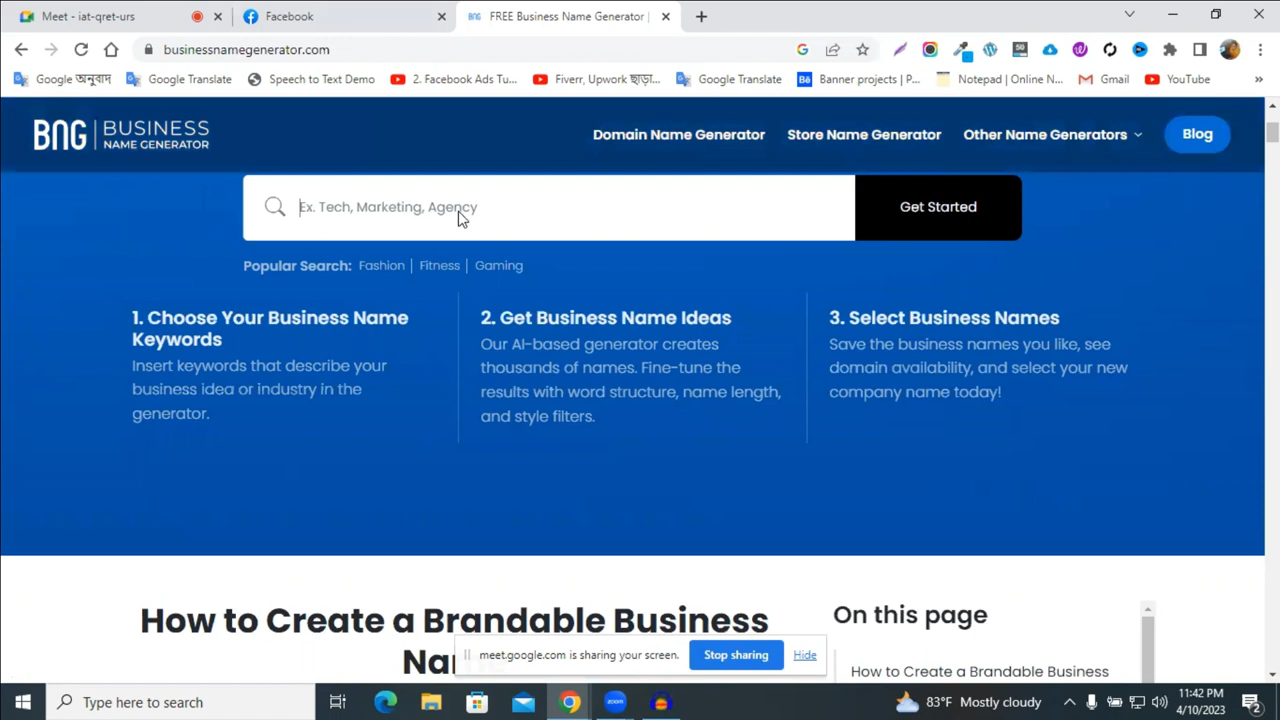 Meet - iat-qret-urs
Facebook
BNG FREE Business Name Generator |
businessnamegenerator.com
Google অনুবাদ
Google Translate
Speech to Text Demo
2. Facebook Ads Tu...
Fiverr, Upwork ছাড়া...
Google Translate
Banner projects | P...
Notepad | Online N...
Gmail
YouTube
BNG | BUSINESS
NAME GENERATOR
Domain Name Generator
Store Name Generator
Other Name Generators
Blog
Ex. Tech, Marketing, Agency
Get Started
Popular Search: Fashion | Fitness | Gaming
1. Choose Your Business Name
Keywords
Insert keywords that describe your
business idea or industry in the
generator.
2. Get Business Name Ideas
Our AI-based generator creates
thousands of names. Fine-tune the
results with word structure, name length,
and style filters.
3. Select Business Names
Save the business names you like, see
domain availability, and select your new
company name today!
How to Create a Brandable Business
On this page
How to Create a Brandable Business
meet.google.com is sharing your screen.
Stop sharing
Hide
Type here to search
zoom
83°F Mostly cloudy
11:42 PM
4/10/2023
2